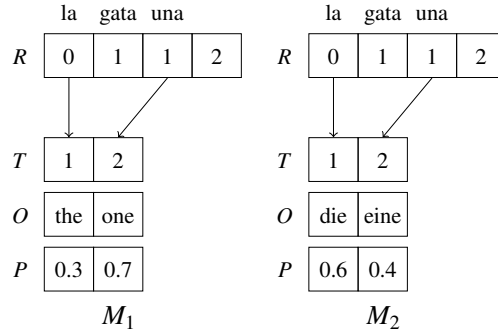 la gata una
R 0 1 1 2
T 1 2
O the one
P 0.3 0.7
M1
la gata una
R 0 1 1 2
T 1 2
O die eine
P 0.6 0.4
M2